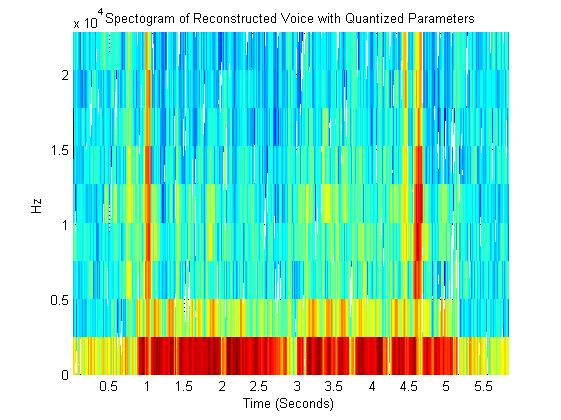 x 10^4 Spectogram of Reconstructed Voice with Quantized Parameters
2
1.5
1
0.5
0
Hz
0.5 1 1.5 2 2.5 3 3.5 4 4.5 5 5.5
Time (Seconds)